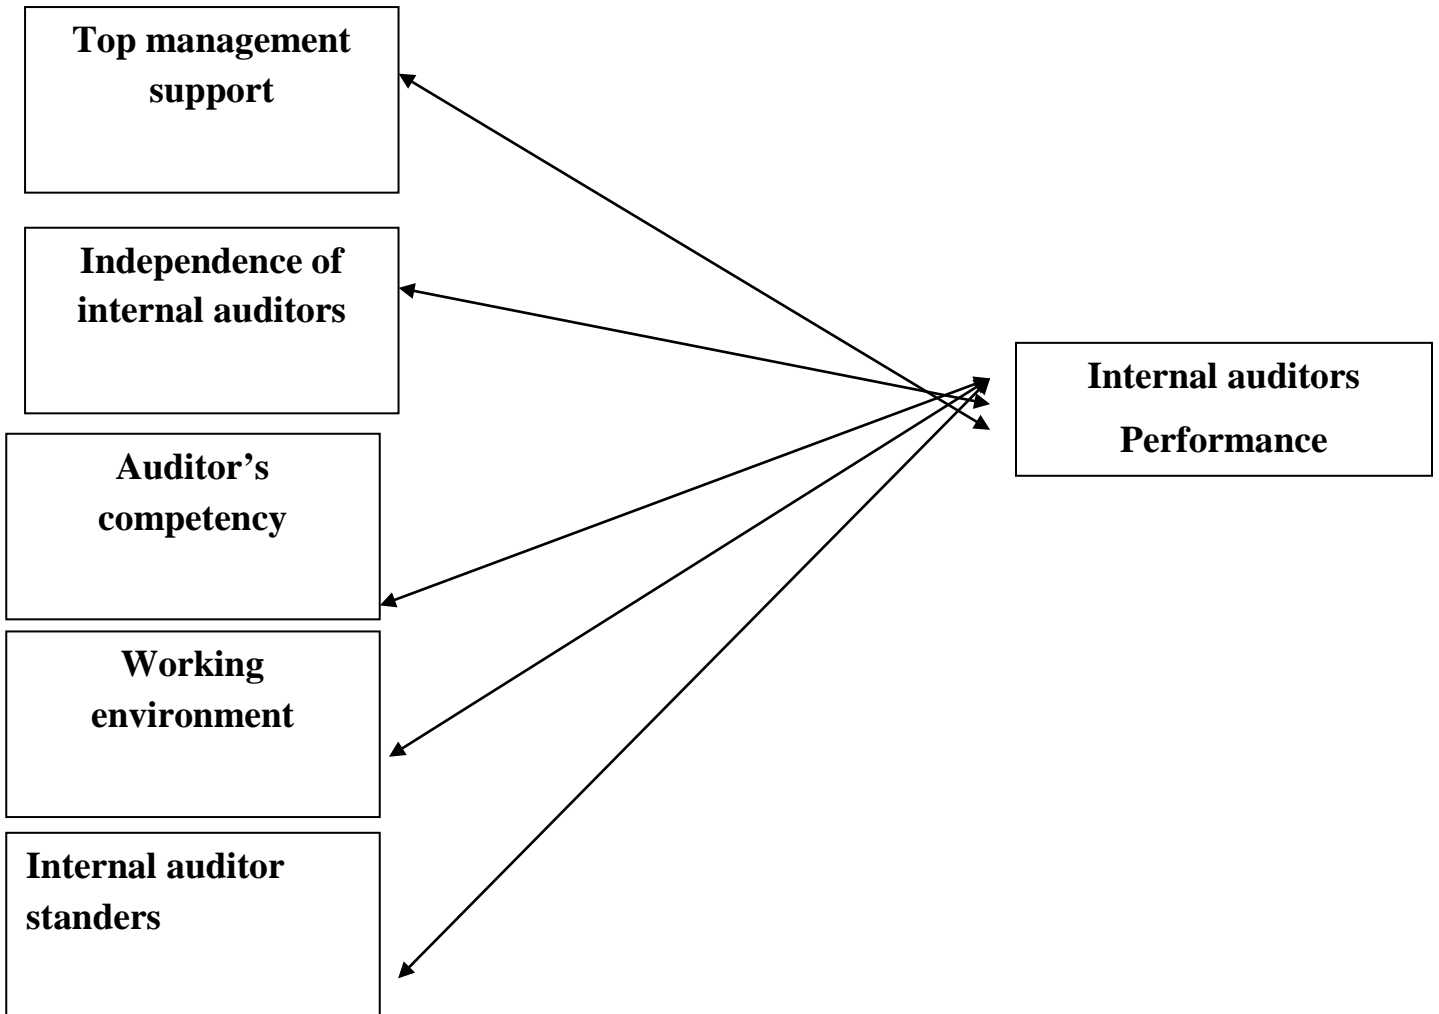 Top management
support
Independence of
internal auditors
Auditor’s
competency
Working
environment
Internal auditor
standers
Internal auditors
Performance